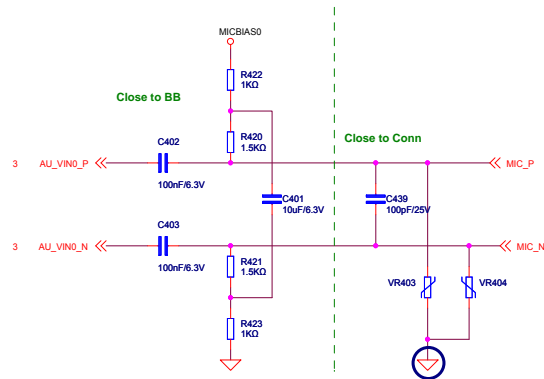 MICBIAS0
R422
1KΩ
Close to BB
R420
1.5KΩ
Close to Conn
C402
3 AU_VIN0_P
MIC_P
100nF/6.3V
C401
10uF/6.3V
C439
100pF/25V
C403
3 AU_VIN0_N
MIC_N
100nF/6.3V
R421
1.5KΩ
VR403
VR404
R423
1KΩ